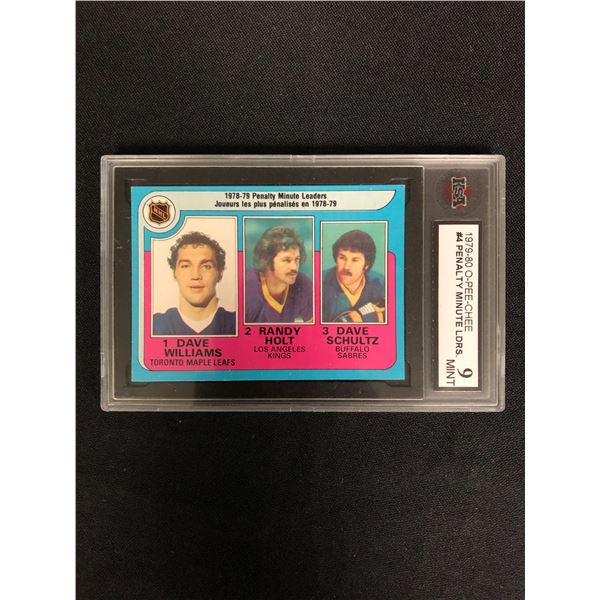 1978-79 Penalty Minute Leaders
Joueurs les plus pénalisés en 1978-79
NHL
1 DAVE
WILLIAMS
TORONTO MAPLE LEAFS
2 RANDY
HOLT
LOS ANGELES
KINGS
3 DAVE
SCHULTZ
BUFFALO
SABRES
KSA
1979-80 O-PEE-CHEE
#4 PENALTY MINUTE LDRS.
9
MINT